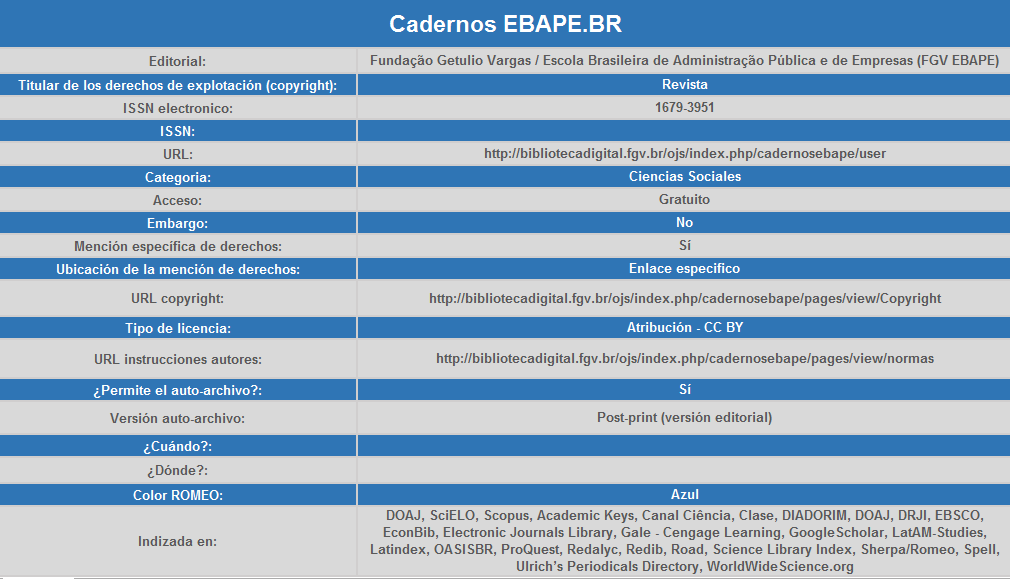 Cadernos EBAPE.BR
Editorial: Fundação Getulio Vargas / Escola Brasileira de Administração Pública e de Empresas (FGV EBAPE)
Titular de los derechos de explotación (copyright): Revista
ISSN electronico: 1679-3951
ISSN:
URL: http://bibliotecadigital.fgv.br/ojs/index.php/cadernosebape/user
Categoria: Ciencias Sociales
Acceso: Gratuito
Embargo: No
Mención específica de derechos: Sí
Ubicación de la mención de derechos: Enlace especifico
URL copyright: http://bibliotecadigital.fgv.br/ojs/index.php/cadernosebape/pages/view/Copyright
Tipo de licencia: Atribución - CC BY
URL instrucciones autores: http://bibliotecadigital.fgv.br/ojs/index.php/cadernosebape/pages/view/normas
¿Permite el auto-archivo?: Sí
Versión auto-archivo: Post-print (versión editorial)
¿Cuándo?:
¿Dónde?:
Color ROMEO: Azul
Indizada en:
DOAJ, SciELO, Scopus, Academic Keys, Canal Ciência, Clase, DIADORIM, DOAJ, DRJI, EBSCO,
EconBib, Electronic Journals Library, Gale - Cengage Learning, GoogleScholar, LatAM-Studies,
Latindex, OASISBR, ProQuest, Redalyc, Redib, Road, Science Library Index, Sherpa/Romeo, Spell,
Ulrich's Periodicals Directory, WorldWideScience.org